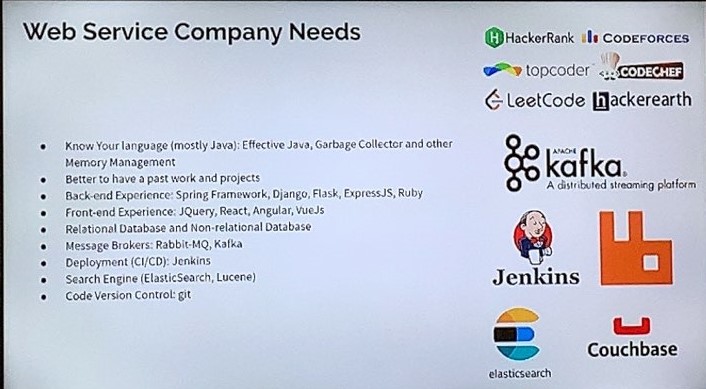 Web Service Company Needs
HackerRank CODEFORCES
topcoder CODECHEF
LeetCode hackerearth
• Know Your language (mostly Java): Effective Java, Garbage Collector and other
Memory Management
• Better to have a past work and projects
• Back-end Experience: Spring Framework, Django, Flask, ExpressJS, Ruby
• Front-end Experience: JQuery, React, Angular, VueJs
• Relational Database and Non-relational Database
• Message Brokers: Rabbit-MQ, Kafka
• Deployment (CI/CD): Jenkins
• Search Engine (ElasticSearch, Lucene)
• Code Version Control: git
APACHE
kafka®
A distributed streaming platform
Jenkins
elasticsearch
Couchbase